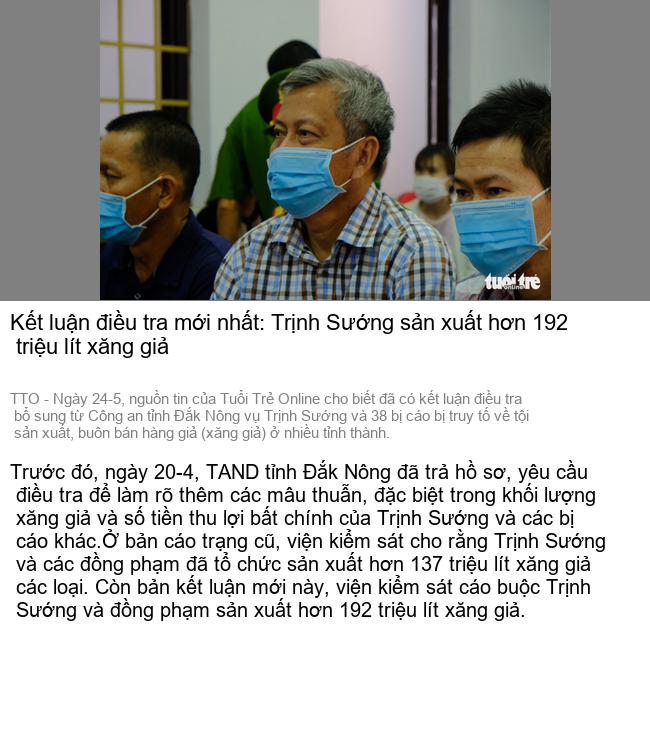 tuổi trẻ
online
Kết luận điều tra mới nhất: Trịnh Sướng sản xuất hơn 192
triệu lít xăng giả
TTO - Ngày 24-5, nguồn tin của Tuổi Trẻ Online cho biết đã có kết luận điều tra
bổ sung từ Công an tỉnh Đắk Nông vụ Trịnh Sướng và 38 bị cáo bị truy tố về tội
sản xuất, buôn bán hàng giả (xăng giả) ở nhiều tỉnh thành.
Trước đó, ngày 20-4, TAND tỉnh Đắk Nông đã trả hồ sơ, yêu cầu
điều tra để làm rõ thêm các mâu thuẫn, đặc biệt trong khối lượng
xăng giả và số tiền thu lợi bất chính của Trịnh Sướng và các bị
cáo khác.Ở bản cáo trạng cũ, viện kiểm sát cho rằng Trịnh Sướng
và các đồng phạm đã tổ chức sản xuất hơn 137 triệu lít xăng giả
các loại. Còn bản kết luận mới này, viện kiểm sát cáo buộc Trịnh
Sướng và đồng phạm sản xuất hơn 192 triệu lít xăng giả.